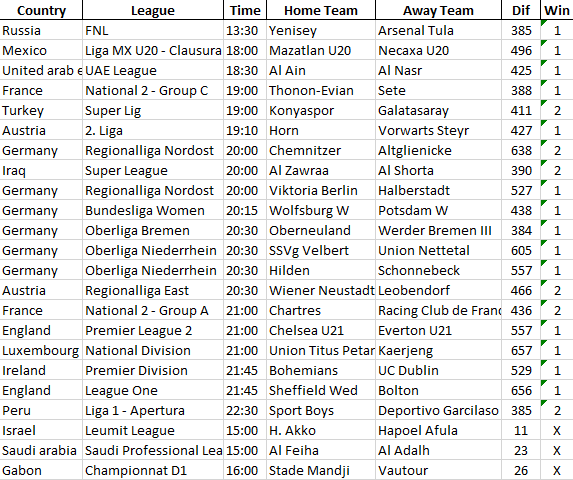 Country League Time Home Team Away Team Dif Win
Russia FNL 13:30 Yenisey Arsenal Tula 385 1
Mexico Liga MX U20 - Clausura 18:00 Mazatlan U20 Necaxa U20 496 1
United arab e UAE League 18:30 Al Ain Al Nasr 425 1
France National 2 - Group C 19:00 Thonon-Evian Sete 388 1
Turkey Super Lig 19:00 Konyaspor Galatasaray 411 2
Austria 2. Liga 19:10 Horn Vorwarts Steyr 427 1
Germany Regionalliga Nordost 20:00 Chemnitzer Altglienicke 638 2
Iraq Super League 20:00 Al Zawraa Al Shorta 390 2
Germany Regionalliga Nordost 20:00 Viktoria Berlin Halberstadt 527 1
Germany Bundesliga Women 20:15 Wolfsburg W Potsdam W 438 1
Germany Oberliga Bremen 20:30 Oberneuland Werder Bremen III 384 1
Germany Oberliga Niederrhein 20:30 SSVg Velbert Union Nettetal 605 1
Germany Oberliga Niederrhein 20:30 Hilden Schonnebeck 557 1
Austria Regionalliga East 20:30 Wiener Neustadt Leobendorf 466 2
France National 2 - Group A 21:00 Chartres Racing Club de Franc 436 2
England Premier League 2 21:00 Chelsea U21 Everton U21 557 1
Luxembourg National Division 21:00 Union Titus Petan Kaerjeng 657 1
Ireland Premier Division 21:45 Bohemians UC Dublin 529 1
England League One 21:45 Sheffield Wed Bolton 656 1
Peru Liga 1 - Apertura 22:30 Sport Boys Deportivo Garcilaso 385 2
Israel Leumit League 15:00 H. Akko Hapoel Afula 11 X
Saudi arabia Saudi Professional Lea 15:00 Al Feiha Al Adalh 23 X
Gabon Championnat D1 16:00 Stade Mandji Vautour 26 X